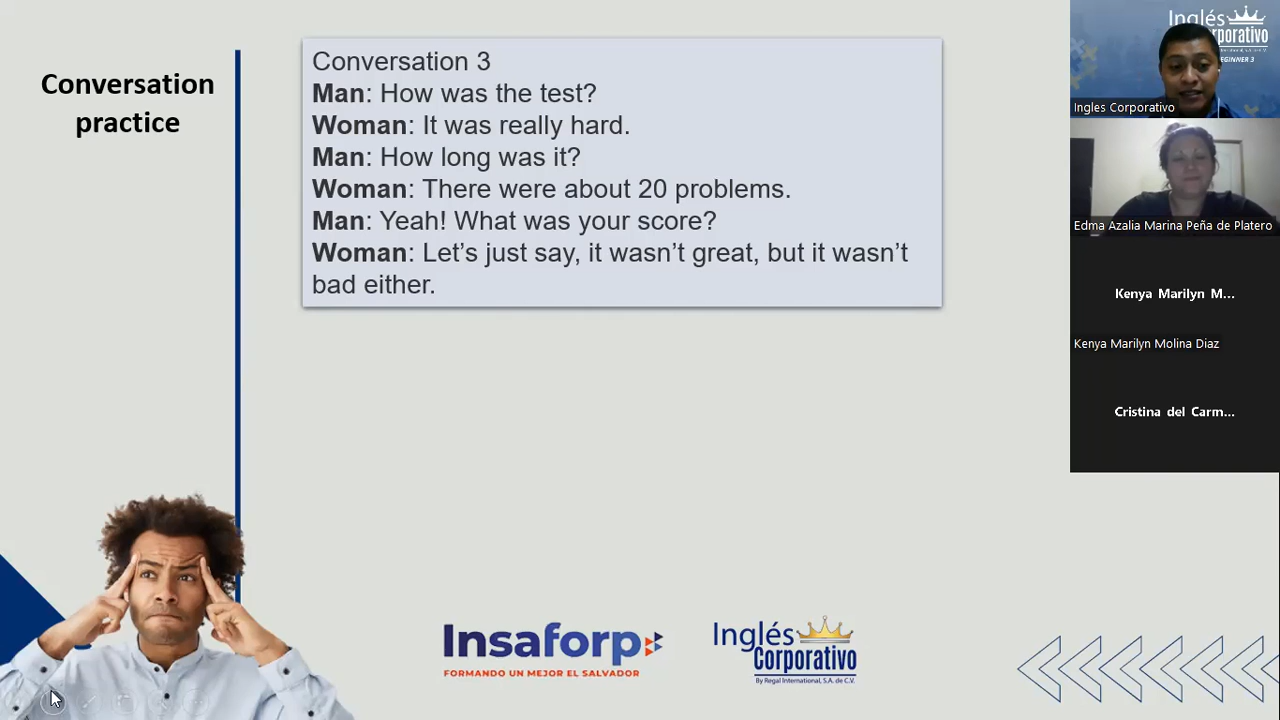 Conversation
practice
Conversation 3
Man: How was the test?
Woman: It was really hard.
Man: How long was it?
Woman: There were about 20 problems.
Man: Yeah! What was your score?
Woman: Let’s just say, it wasn’t great, but it wasn’t
bad either.
Insaforp
FORMANDO UN MEJOR EL SALVADOR
Inglés
Corporativo
By Regal International, S.A. de C.V.
Inglés
Corporativo
EGINNER 3
Ingles Corporativo
Edma Azalia Marina Peña de Platero
Kenya Marilyn M...
Kenya Marilyn Molina Diaz
Cristina del Carm...